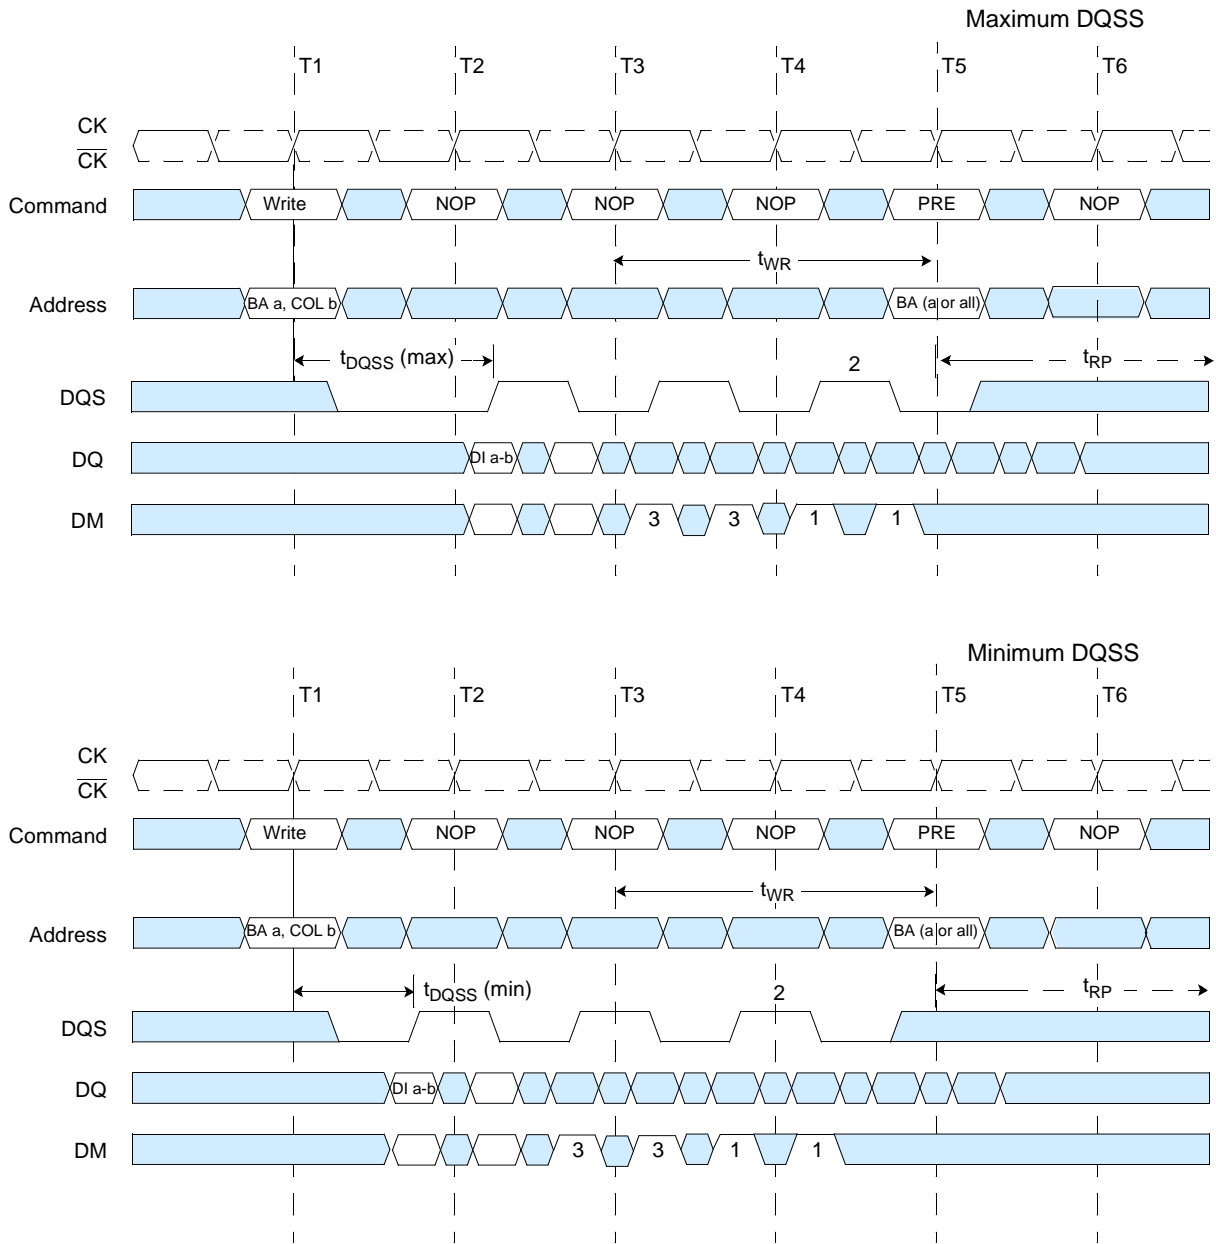 Maximum DQSS
T1 T2 T3 T4 T5 T6
CK
CK
Command Write NOP NOP NOP PRE NOP
tWR
Address BA a, COL b BA (a or all)
tDQSS (max) 2 tRP
DQS
DQ DI a-b
DM 3 3 1 1
Minimum DQSS
T1 T2 T3 T4 T5 T6
CK
CK
Command Write NOP NOP NOP PRE NOP
tWR
Address BA a, COL b BA (a or all)
tDQSS (min) 2 tRP
DQS
DQ DI a-b
DM 3 3 1 1